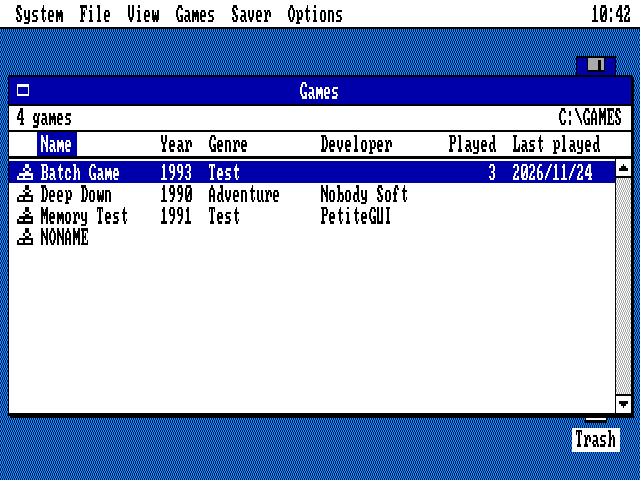 System File View Games Saver Options 10:42
Games
4 games C:\GAMES
Name Year Genre Developer Played Last played
Batch Game 1993 Test 3 2026/11/24
Deep Down 1990 Adventure Nobody Soft
Memory Test 1991 Test PetiteGUI
NONAME
Trash